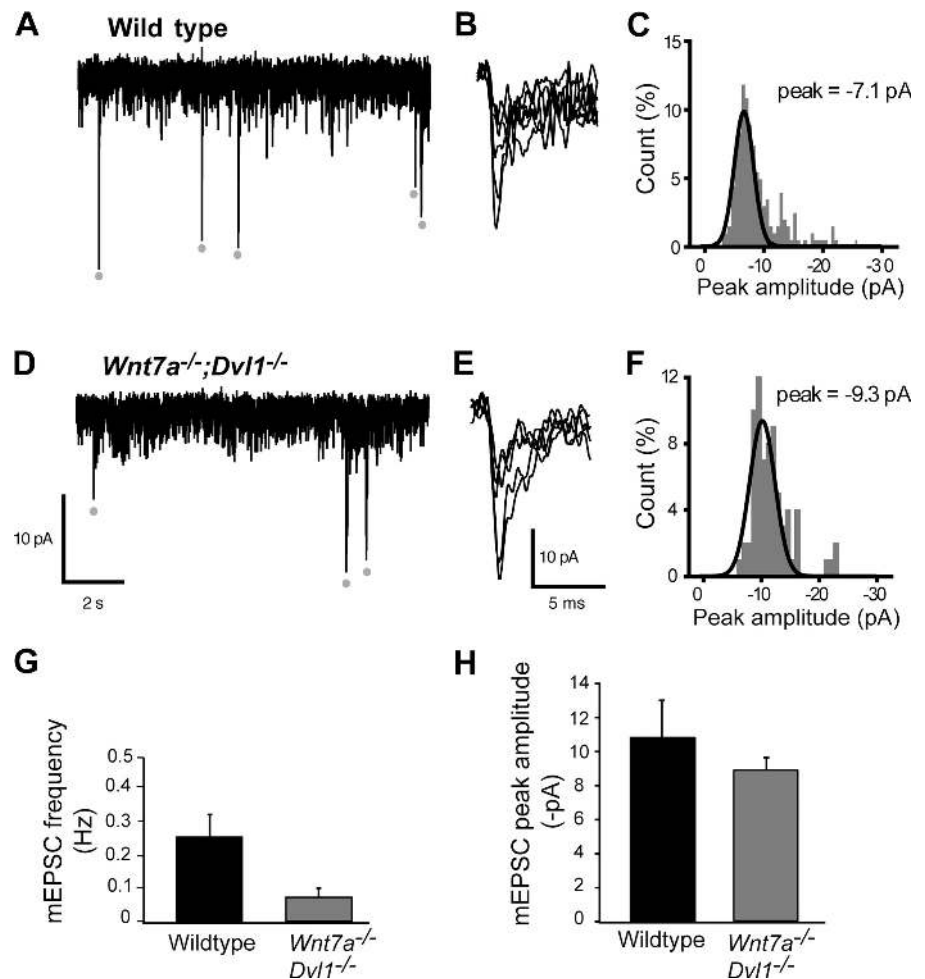 A
Wild type
B
C
15
10
5
0
Count (%)
peak = -7.1 pA
0 -10 -20 -30
Peak amplitude (pA)
D
Wnt7a-/-;Dvl1-/-
10 pA
2 s
E
10 pA
5 ms
F
12
8
4
0
Count (%)
peak = -9.3 pA
0 -10 -20 -30
Peak amplitude (pA)
G
mEPSC frequency
(Hz)
0.5
0.4
0.3
0.2
0.1
0
Wildtype
Wnt7a-/-
Dvl1-/-
H
mEPSC peak amplitude
(-pA)
14
12
10
8
6
4
2
0
Wildtype
Wnt7a-/-
Dvl1-/-